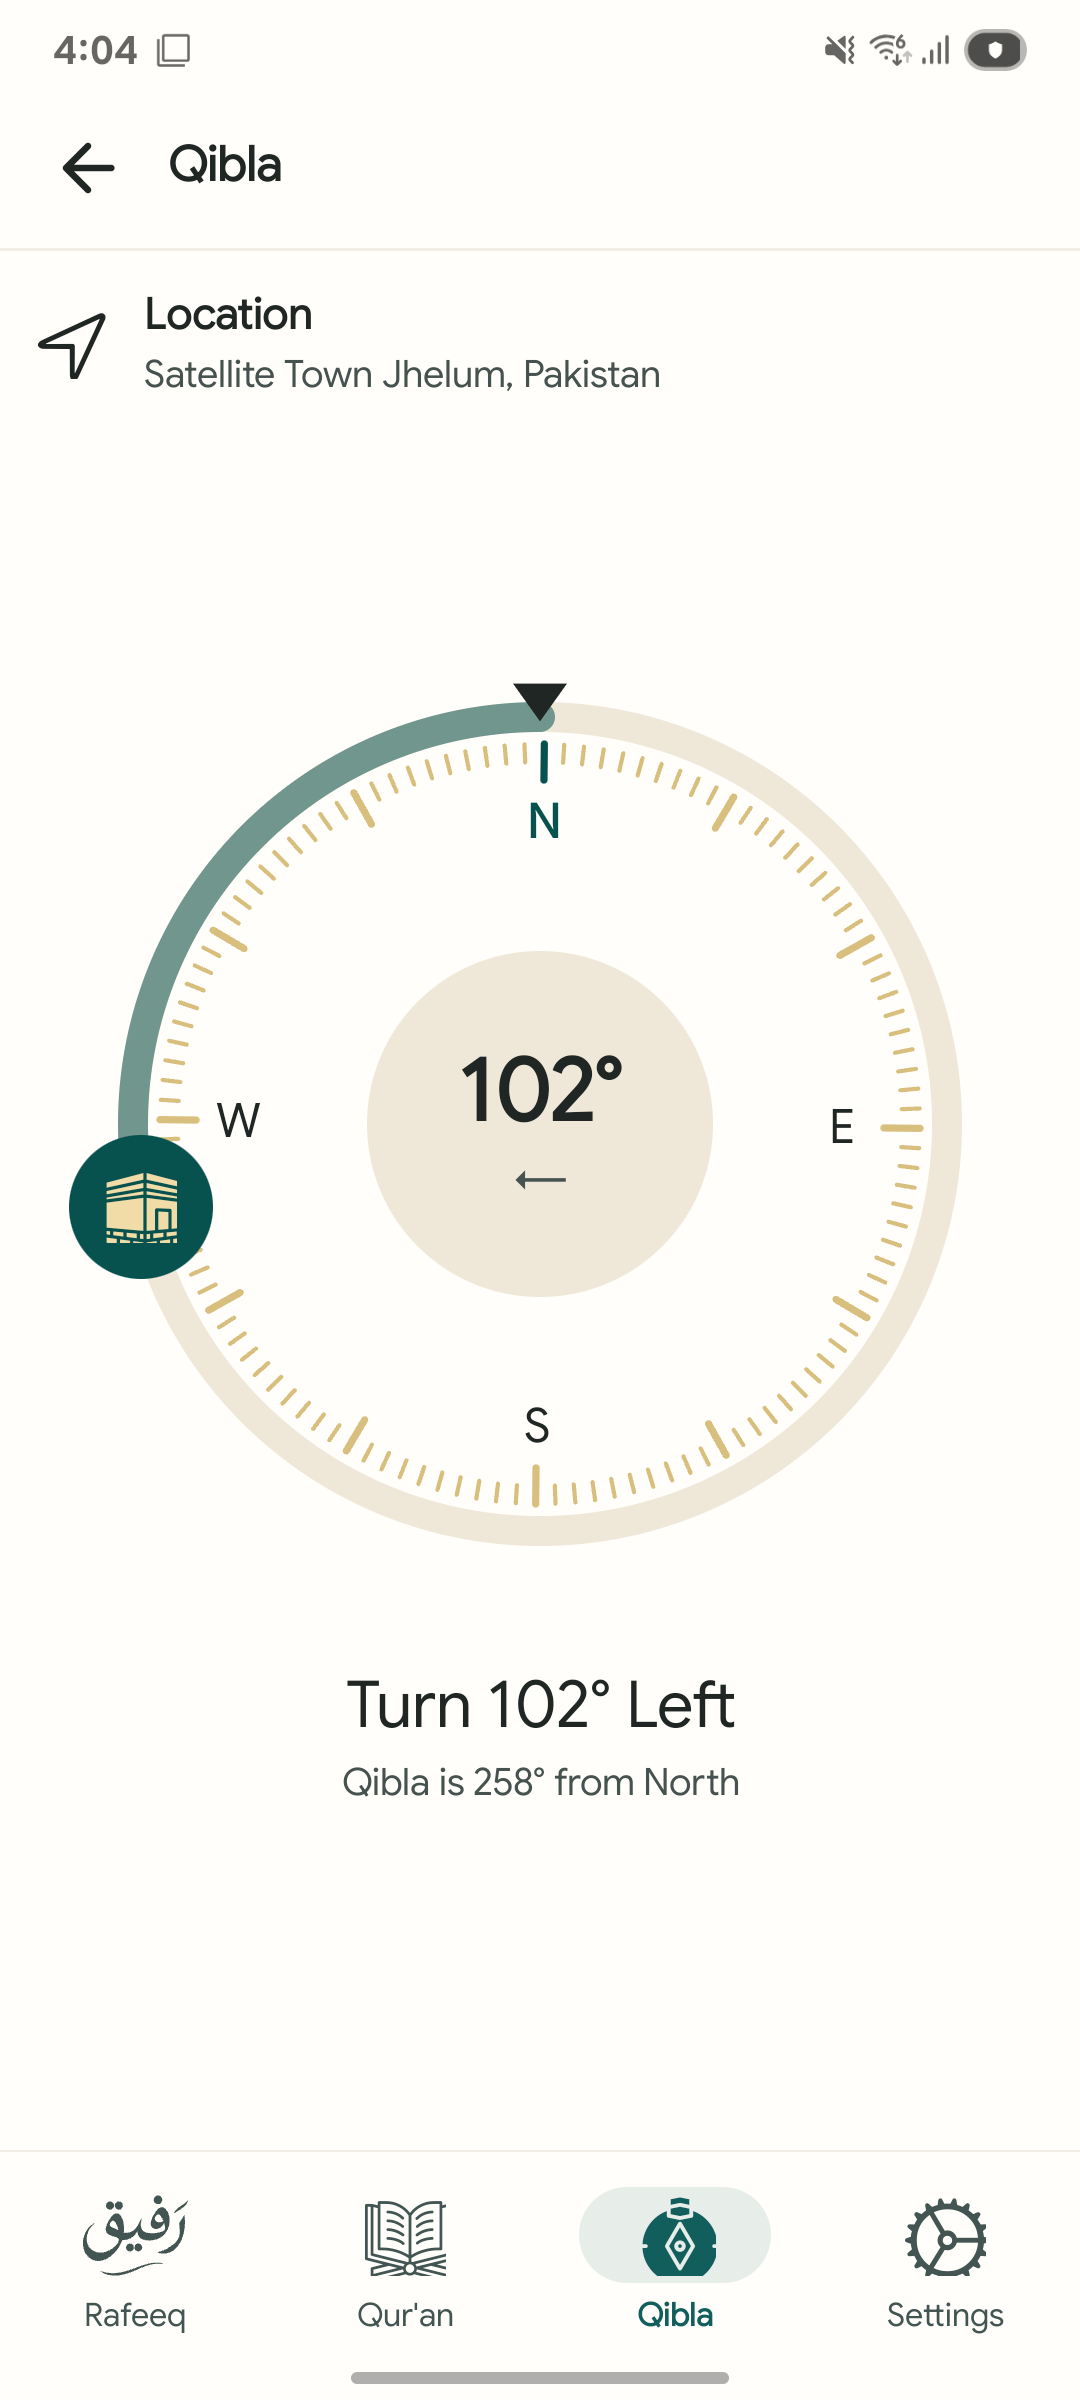 4:04
Qibla
Location
Satellite Town Jhelum, Pakistan
N
W
E
S
102°
Turn 102° Left
Qibla is 258° from North
رَفيق
Rafeeq
Qur'an
Qibla
Settings